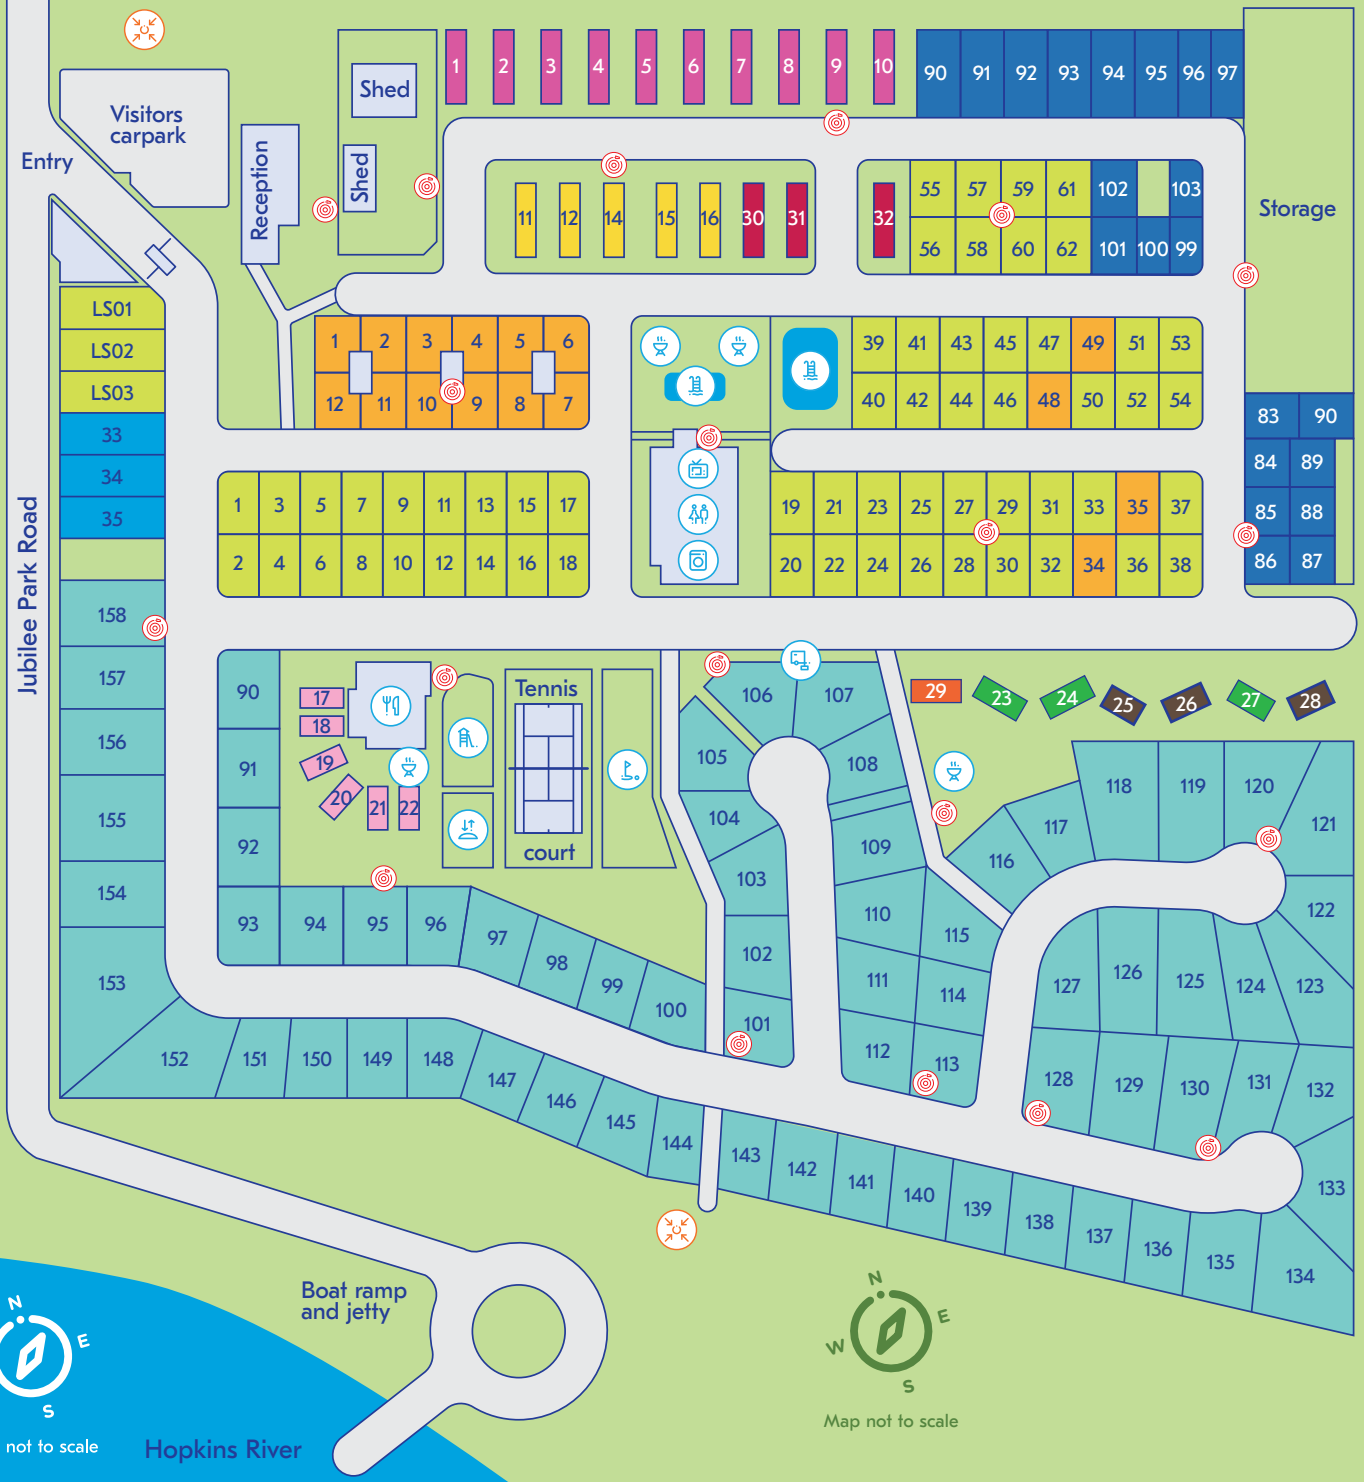 1 2 3 4 5 6 7 8 9 10
90 91 92 93 94 95 96 97
Shed
Visitors
carpark
Entry
Reception
Shed
11 12 14 15 16 30 31
32
55 57 59 61 102 103
56 58 60 62 101 100 99
Storage
LS01
LS02
LS03
33
34
35
1 2 3 4 5 6
12 11 10 9 8 7
39 41 43 45 47 49 51 53
40 42 44 46 48 50 52 54
83 90
84 89
85 88
86 87
1 3 5 7 9 11 13 15 17
2 4 6 8 10 12 14 16 18
19 21 23 25 27 29 31 33 35 37
20 22 24 26 28 30 32 34 36 38
Jubilee Park Road
158
157
156
155
154
153
90
91
92
93 94 95 96 97 98 99 100
17
18
19
20
21 22
Tennis
court
106 107
105 108
104
103 109
102 110
101 111
112
115
114
113
29 23 24 25 26 27 28
116 117 118 119 120 121
122
123
127 126 125 124
128 129 130 131 132
133
152 151 150 149 148 147 146 145 144 143 142 141 140 139 138 137 136 135 134
Boat ramp
and jetty
N
E
S
not to scale
Hopkins River
N
E
W
S
Map not to scale